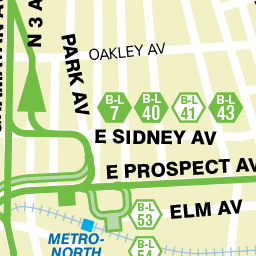 N 3 A
PARK AV
OAKLEY AV
B-L
7
B-L
40
B-L
41
B-L
43
E SIDNEY AV
E PROSPECT AV
B-L
53
ELM AV
B-L
METRO-
NORTH